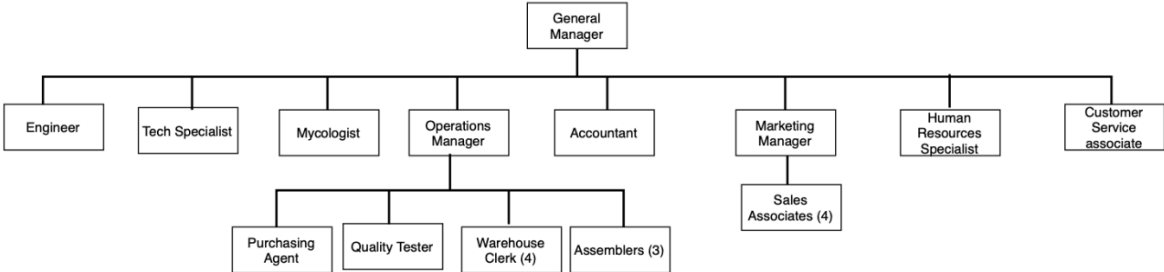 General
Manager
Engineer
Tech Specialist
Mycologist
Operations
Manager
Accountant
Marketing
Manager
Human
Resources
Specialist
Customer
Service
associate
Purchasing
Agent
Quality Tester
Warehouse
Clerk (4)
Assemblers (3)
Sales
Associates (4)